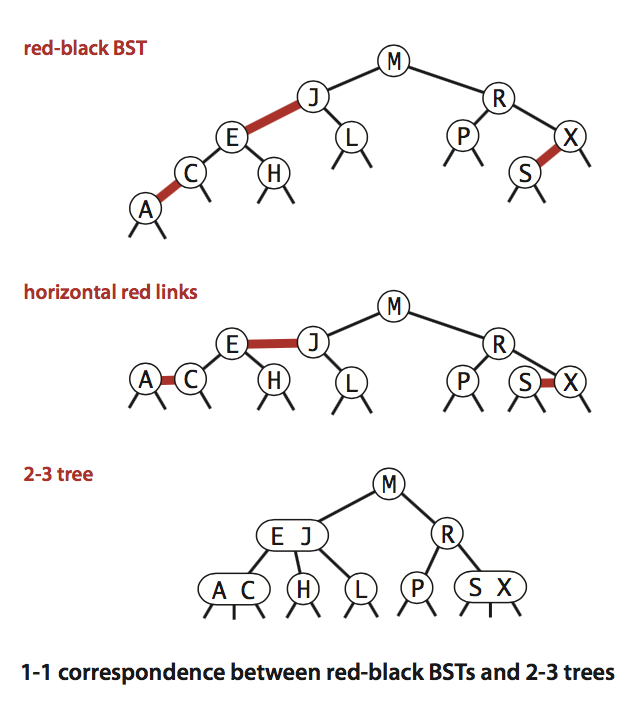 red-black BST
M
J R
E L P X
C H S
A
horizontal red links
M
E J R
A C H L P S X
2-3 tree
M
E J R
A C H L P S X
1-1 correspondence between red-black BSTs and 2-3 trees